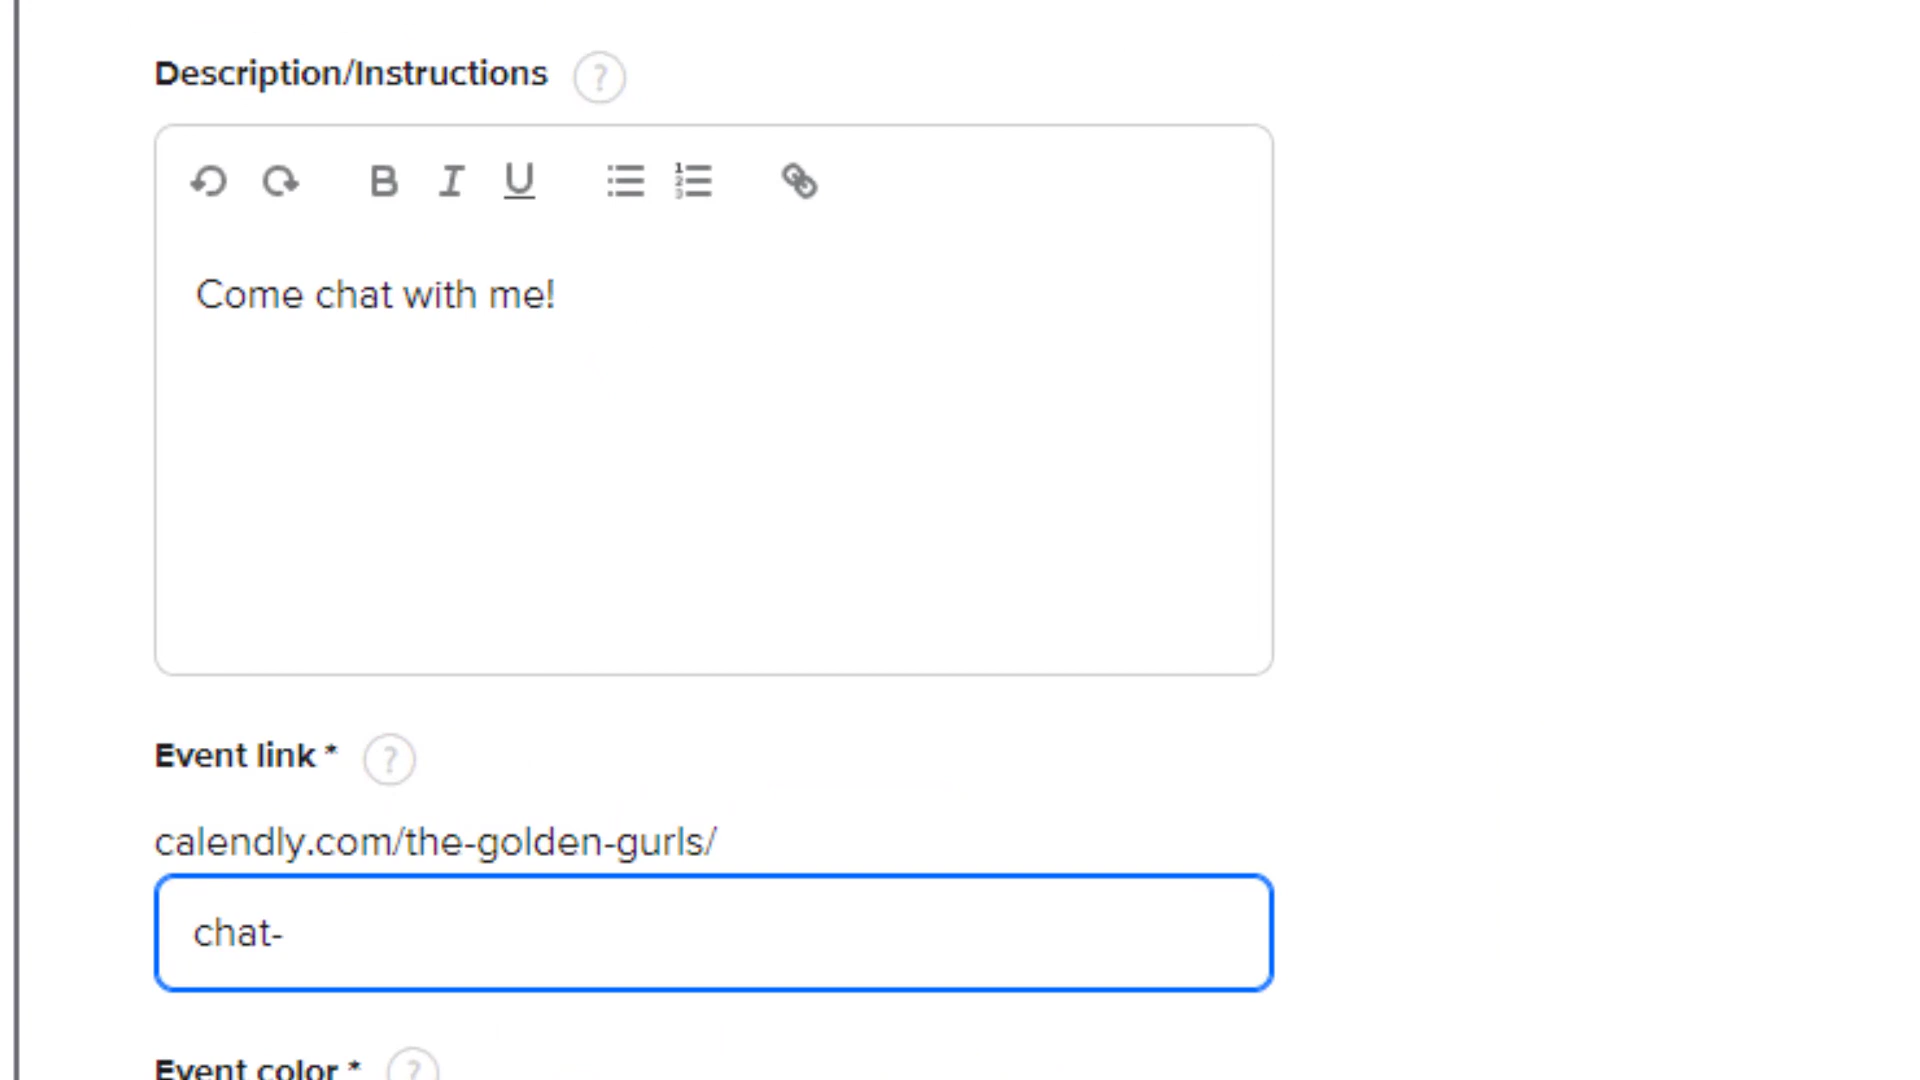 Description/Instructions ?
B I U
Come chat with me!
Event link * ?
calendly.com/the-golden-gurls/
chat-
Event color * ?